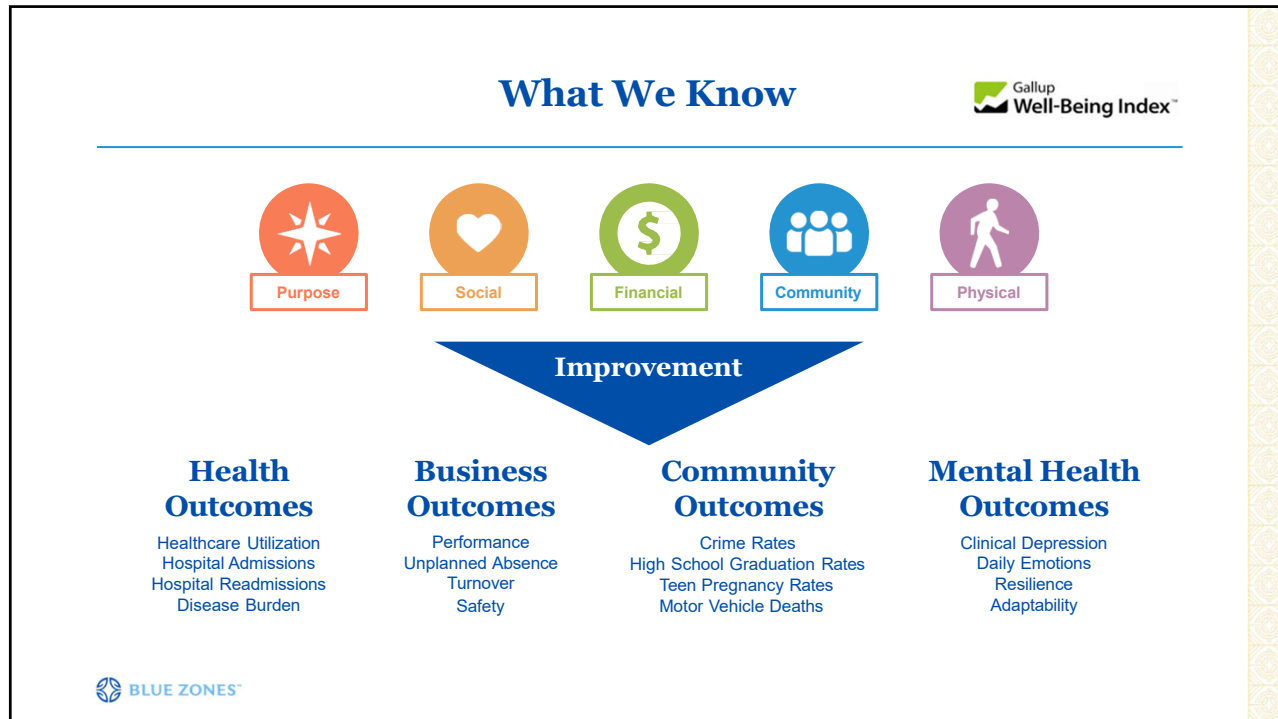 What We Know
Gallup
Well-Being Index™
$
Purpose
Social
Financial
Community
Physical
Improvement
Health
Outcomes
Healthcare Utilization
Hospital Admissions
Hospital Readmissions
Disease Burden
Business
Outcomes
Performance
Unplanned Absence
Turnover
Safety
Community
Outcomes
Crime Rates
High School Graduation Rates
Teen Pregnancy Rates
Motor Vehicle Deaths
Mental Health
Outcomes
Clinical Depression
Daily Emotions
Resilience
Adaptability
BLUE ZONES™